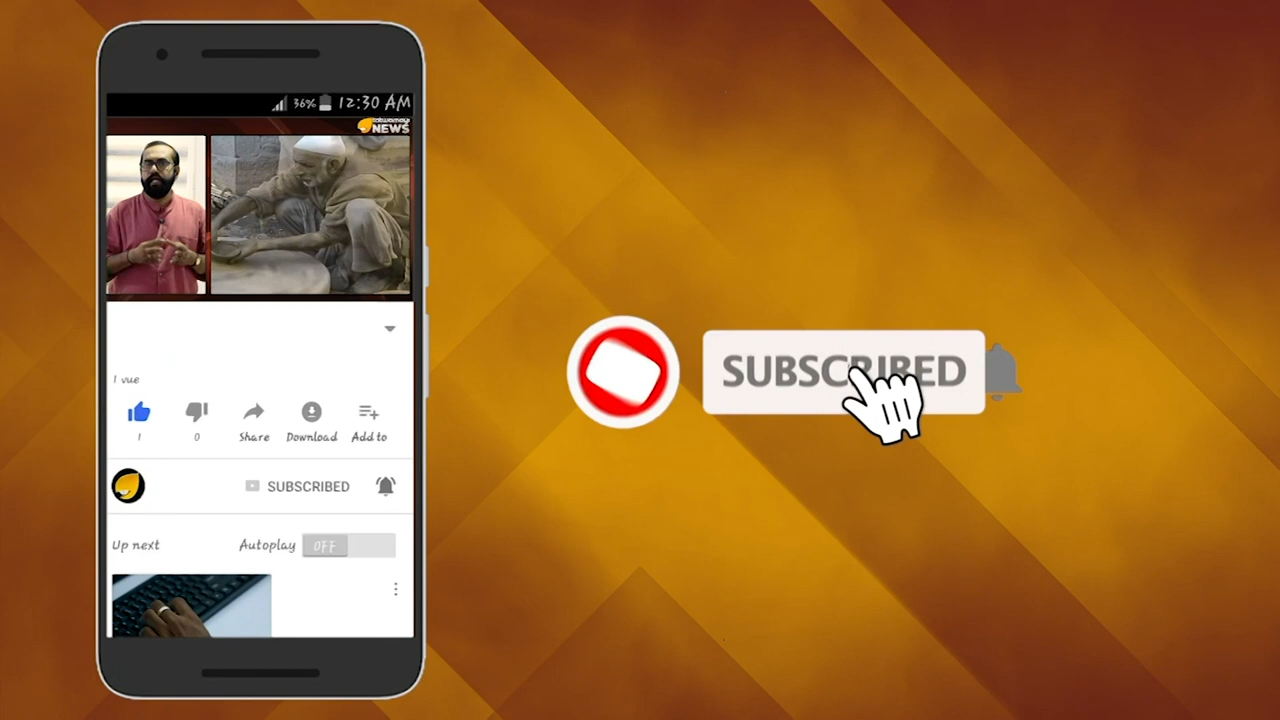 36% 12:30 AM
tatwamayi
NEWS
1 vue
1
0
Share
Download
Add to
SUBSCRIBED
Up next
Autoplay
OFF
SUBSCRIBED